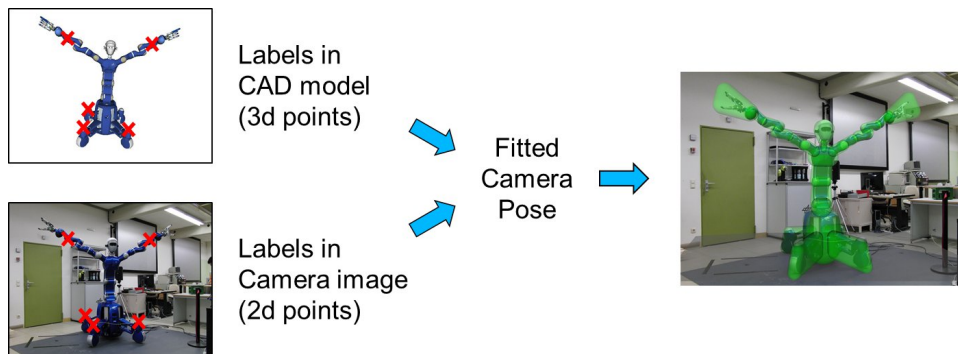 Labels in
CAD model
(3d points)
Labels in
Camera image
(2d points)
Fitted
Camera
Pose